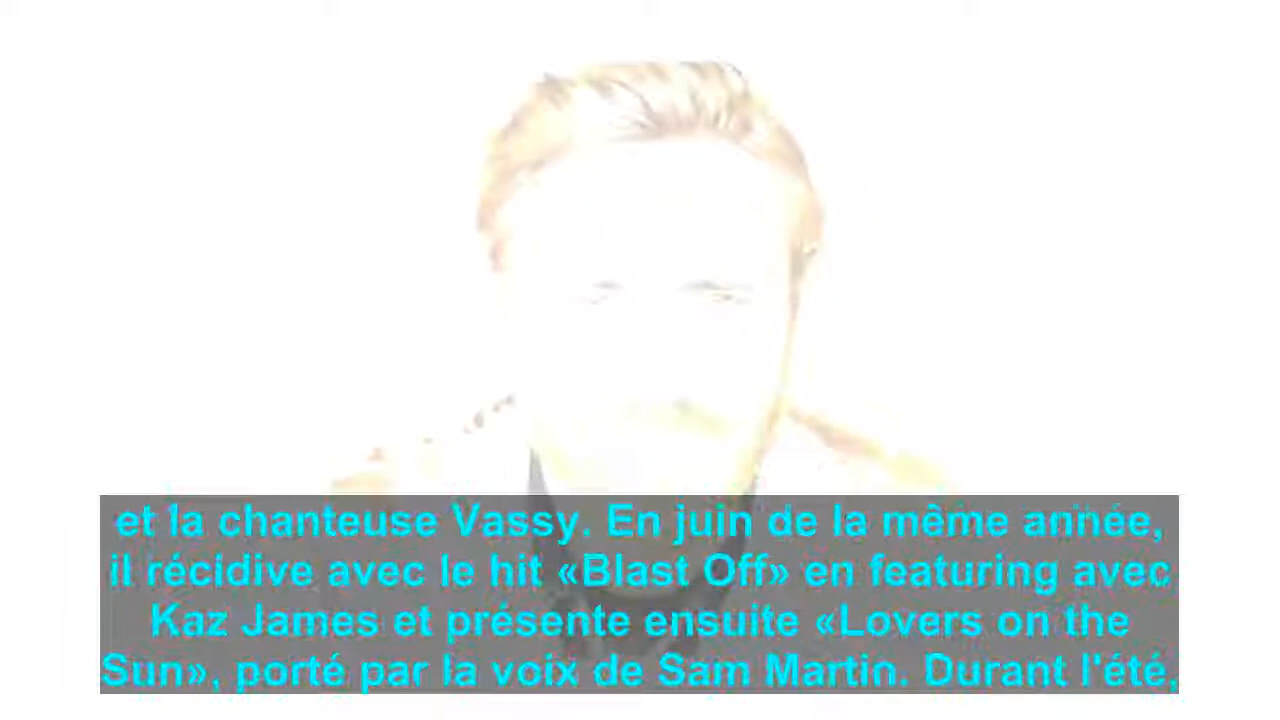 et la chanteuse Vassy. En juin de la même année,
il récidive avec le hit «Blast Off» en featuring avec
Kaz James et présente ensuite «Lovers on the
Sun», porté par la voix de Sam Martin. Durant l'été,